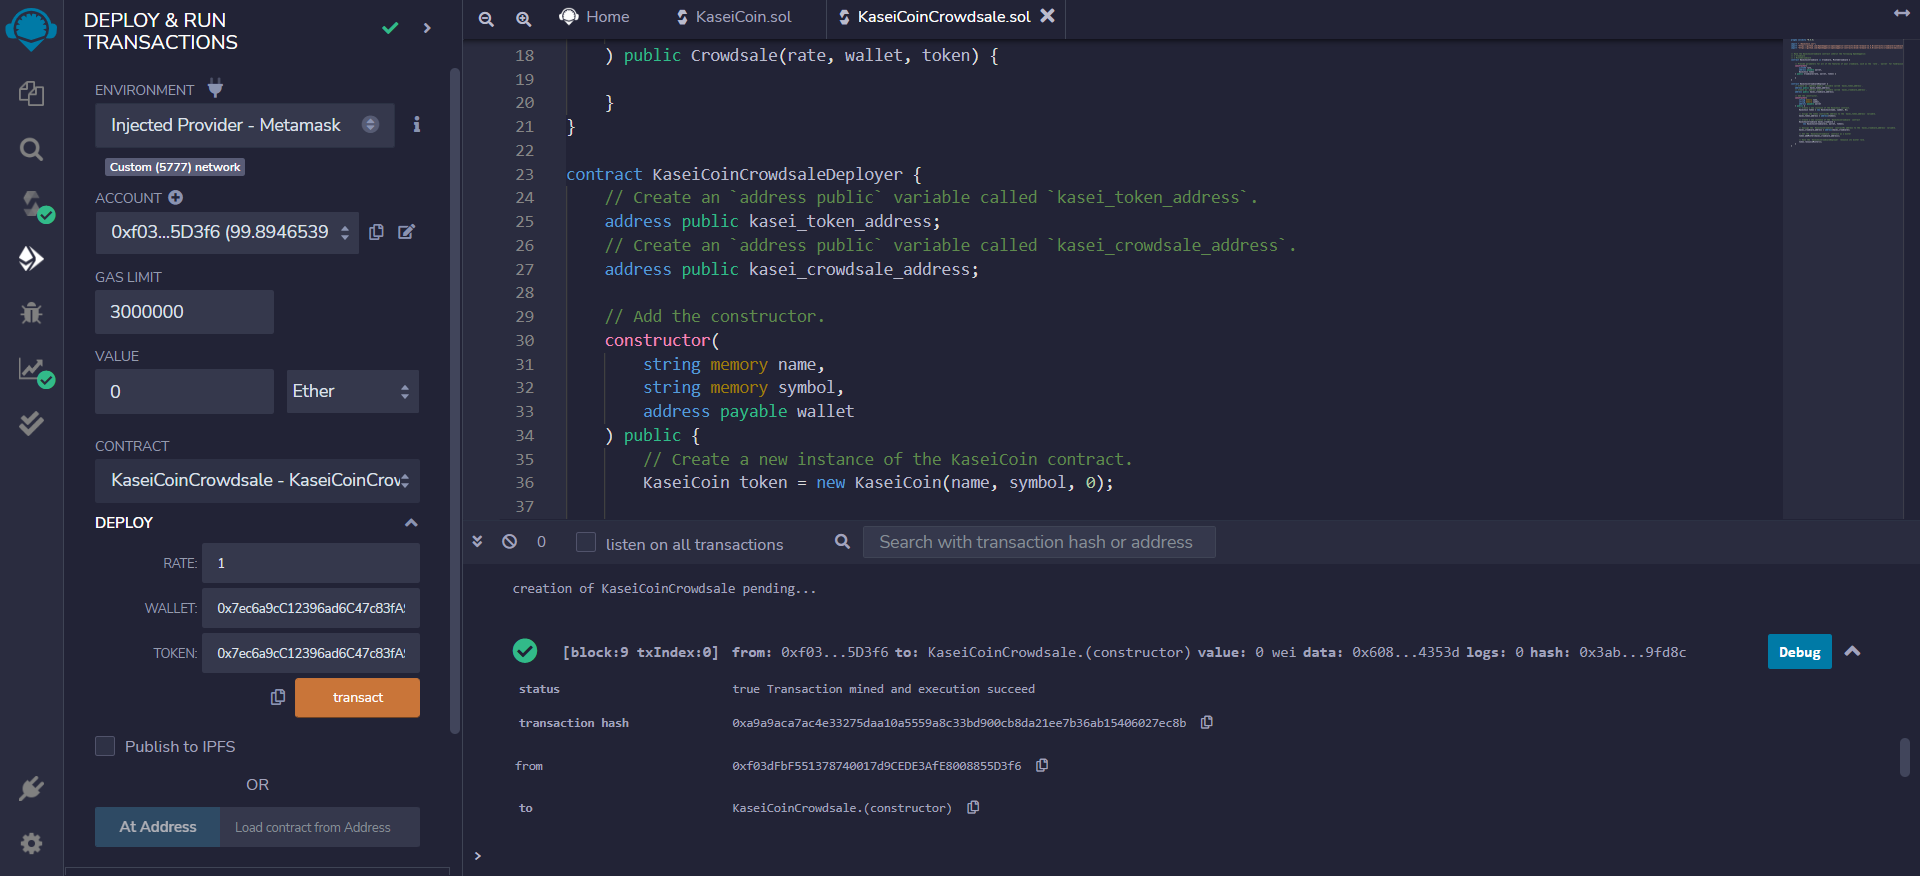 DEPLOY & RUN
TRANSACTIONS
ENVIRONMENT
Injected Provider - Metamask
Custom (5777) network
ACCOUNT
0xf03...5D3f6 (99.8946539
GAS LIMIT
3000000
VALUE
0
Ether
CONTRACT
KaseiCoinCrowdsale - KaseiCoinCrow
DEPLOY
RATE: 1
WALLET: 0x7ec6a9cC12396ad6C47c83fA
TOKEN: 0x7ec6a9cC12396ad6C47c83fA
transact
Publish to IPFS
OR
At Address Load contract from Address
Home KaseiCoin.sol KaseiCoinCrowdsale.sol
18 ) public Crowdsale(rate, wallet, token) {
19
20 }
21 }
22
23 contract KaseiCoinCrowdsaleDeployer {
24 // Create an `address public` variable called `kasei_token_address`.
25 address public kasei_token_address;
26 // Create an `address public` variable called `kasei_crowdsale_address`.
27 address public kasei_crowdsale_address;
28
29 // Add the constructor.
30 constructor(
31 string memory name,
32 string memory symbol,
33 address payable wallet
34 ) public {
35 // Create a new instance of the KaseiCoin contract.
36 KaseiCoin token = new KaseiCoin(name, symbol, 0);
37
0 listen on all transactions Search with transaction hash or address
creation of KaseiCoinCrowdsale pending...
[block:9 txIndex:0] from: 0xf03...5D3f6 to: KaseiCoinCrowdsale.(constructor) value: 0 wei data: 0x608...4353d logs: 0 hash: 0x3ab...9fd8c Debug
status true Transaction mined and execution succeed
transaction hash 0xa9a9aca7ac4e33275daa10a5559a8c33bd900cb8da21ee7b36ab15406027ec8b
from 0xf03dFbF551378740017d9CEDE3AfE8008855D3f6
to KaseiCoinCrowdsale.(constructor)
>